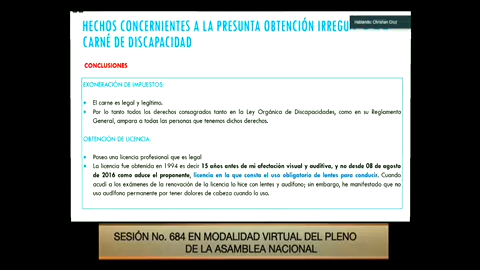 HECHOS CONCERNIENTES A LA PRESUNTA OBTENCIÓN
Hablando: Christian Cruz
CARNÉ DE DISCAPACIDAD
CONCLUSIONES
EXONERACIÓN DE IMPUESTOS:
• El carne es legal y legítimo.
• Por lo tanto todos los derechos consagrados tanto en la Ley Orgánica de Discapacidades, como en su Reglamento
General, ampara a todas las personas que tenemos dichos derechos.
OBTENCIÓN DE LICENCIA:
• Poseo una licencia profesional que es legal
• La licencia fue obtenida en 1994 es decir 15 años antes de mi afectación visual y auditiva, y no desde 08 de agosto
de 2016 como aduce el proponente, licencia en la que consta el uso obligatorio de lentes para conducir. Cuando
acudí a los exámenes de la renovación de la licencia lo hice con lentes y audífono; sin embargo, he manifestado que no
uso audífono permanente por tener dolores de cabeza cuando lo uso.
SESIÓN No. 684 EN MODALIDAD VIRTUAL DEL PLENO
DE LA ASAMBLEA NACIONAL